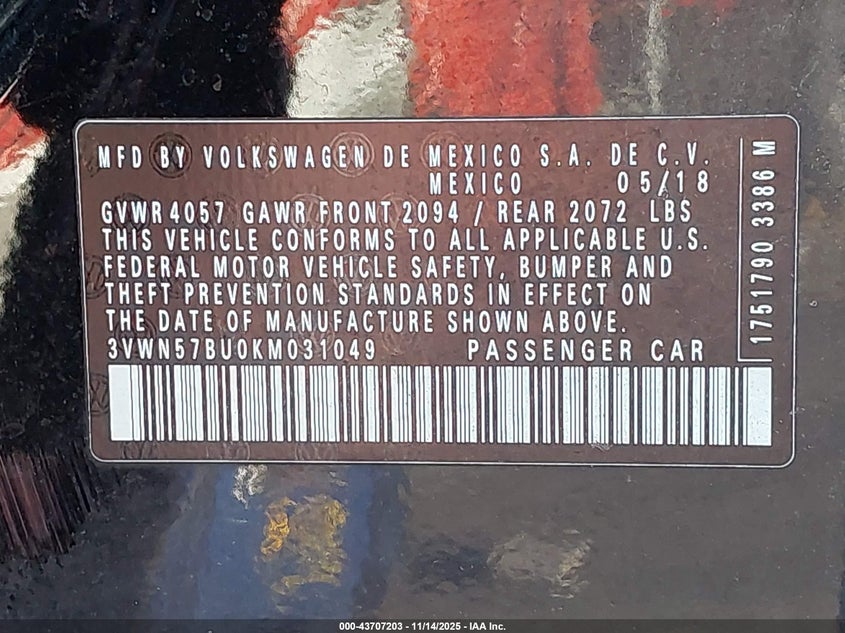 MFD BY VOLKSWAGEN DE MEXICO S.A. DE C.V.
MEXICO 05/18
GVWR 4057 GAWR FRONT 2094 / REAR 2072 LBS
THIS VEHICLE CONFORMS TO ALL APPLICABLE U.S.
FEDERAL MOTOR VEHICLE SAFETY, BUMPER AND
THEFT PREVENTION STANDARDS IN EFFECT ON
THE DATE OF MANUFACTURE SHOWN ABOVE.
3VWN57BU0KM031049 PASSENGER CAR
1751790 3386 M
000-43707203 - 11/14/2025 - IAA Inc.